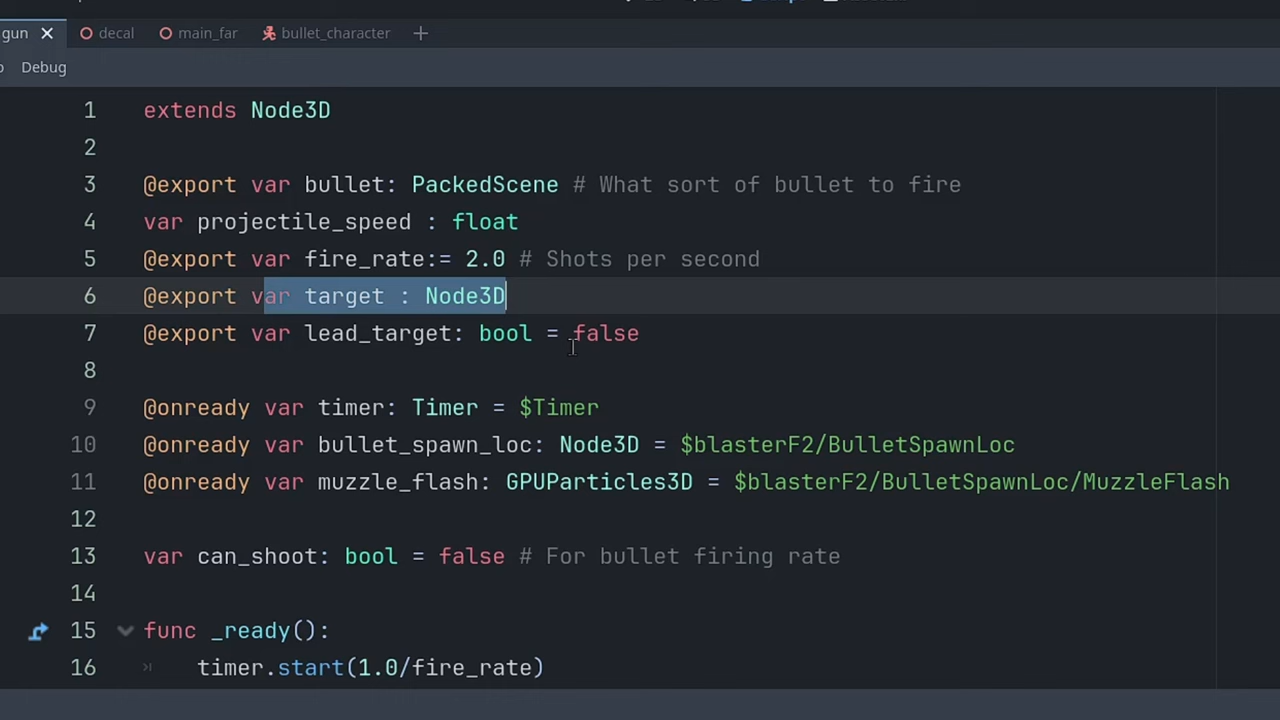 gun decal main_far bullet_character
Debug
1 extends Node3D
2
3 @export var bullet: PackedScene # What sort of bullet to fire
4 var projectile_speed : float
5 @export var fire_rate:= 2.0 # Shots per second
6 @export var target : Node3D
7 @export var lead_target: bool = false
8
9 @onready var timer: Timer = $Timer
10 @onready var bullet_spawn_loc: Node3D = $blasterF2/BulletSpawnLoc
11 @onready var muzzle_flash: GPUParticles3D = $blasterF2/BulletSpawnLoc/MuzzleFlash
12
13 var can_shoot: bool = false # For bullet firing rate
14
15 func _ready():
16 timer.start(1.0/fire_rate)